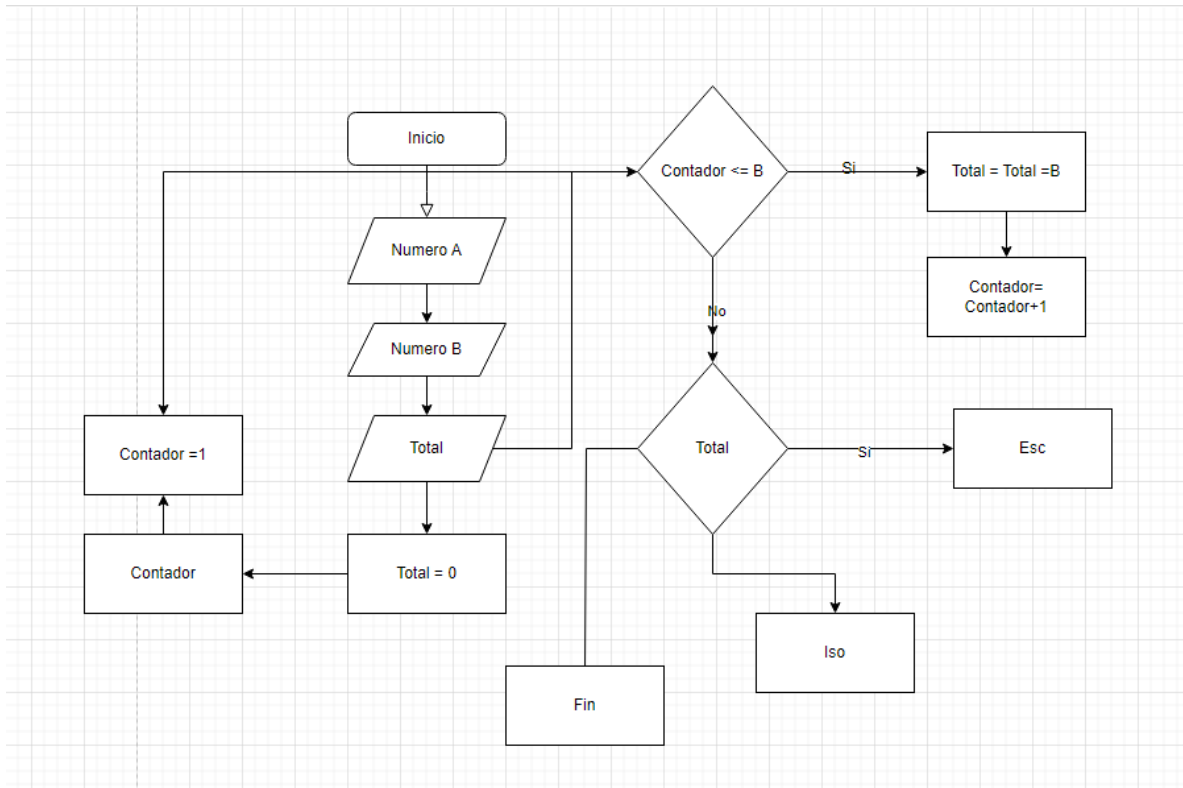 Inicio
Numero A
Numero B
Total
Total = 0
Contador
Contador =1
Contador <= B
Si
Total = Total =B
Contador=
Contador+1
No
Total
Si
Esc
Iso
Fin